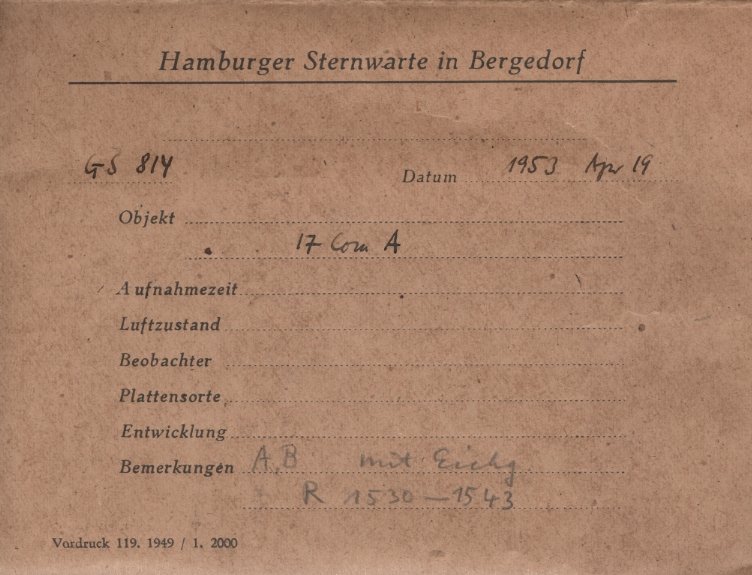 Hamburger Sternwarte in Bergedorf
GS 814 Datum 1953 Apr 19
Objekt
17 Com A
Aufnahmezeit
Luftzustand
Beobachter
Plattensorte
Entwicklung
Bemerkungen A, B mit Eichg
R 1530 — 1543
Vordruck 119. 1949 / 1. 2000